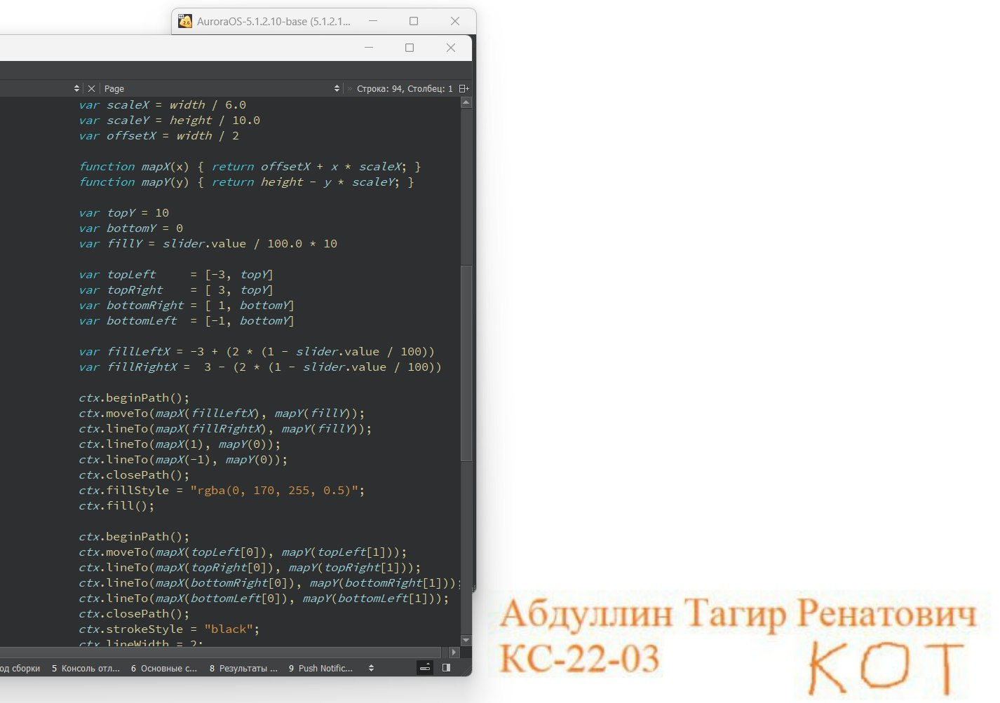 AuroraOS-5.1.2.10-base (5.1.2.1...
Page
» Строка: 94, Столбец: 1
var scaleX = width / 6.0
var scaleY = height / 10.0
var offsetX = width / 2
function mapX(x) { return offsetX + x * scaleX; }
function mapY(y) { return height - y * scaleY; }
var topY = 10
var bottomY = 0
var fillY = slider.value / 100.0 * 10
var topLeft     = [-3, topY]
var topRight    = [ 3, topY]
var bottomRight = [ 1, bottomY]
var bottomLeft  = [-1, bottomY]
var fillLeftX = -3 + (2 * (1 - slider.value / 100))
var fillRightX =  3 - (2 * (1 - slider.value / 100))
ctx.beginPath();
ctx.moveTo(mapX(fillLeftX), mapY(fillY));
ctx.lineTo(mapX(fillRightX), mapY(fillY));
ctx.lineTo(mapX(1), mapY(0));
ctx.lineTo(mapX(-1), mapY(0));
ctx.closePath();
ctx.fillStyle = "rgba(0, 170, 255, 0.5)";
ctx.fill();
ctx.beginPath();
ctx.moveTo(mapX(topLeft[0]), mapY(topLeft[1]));
ctx.lineTo(mapX(topRight[0]), mapY(topRight[1]));
ctx.lineTo(mapX(bottomRight[0]), mapY(bottomRight[1]));
ctx.lineTo(mapX(bottomLeft[0]), mapY(bottomLeft[1]));
ctx.closePath();
ctx.strokeStyle = "black";
ctx.lineWidth = 2;
од сборки 5 Консоль отл... 6 Основные с... 8 Результаты ... 9 Push Notific...
Абдуллин Тагир Ренатович
КС-22-03
КОТ